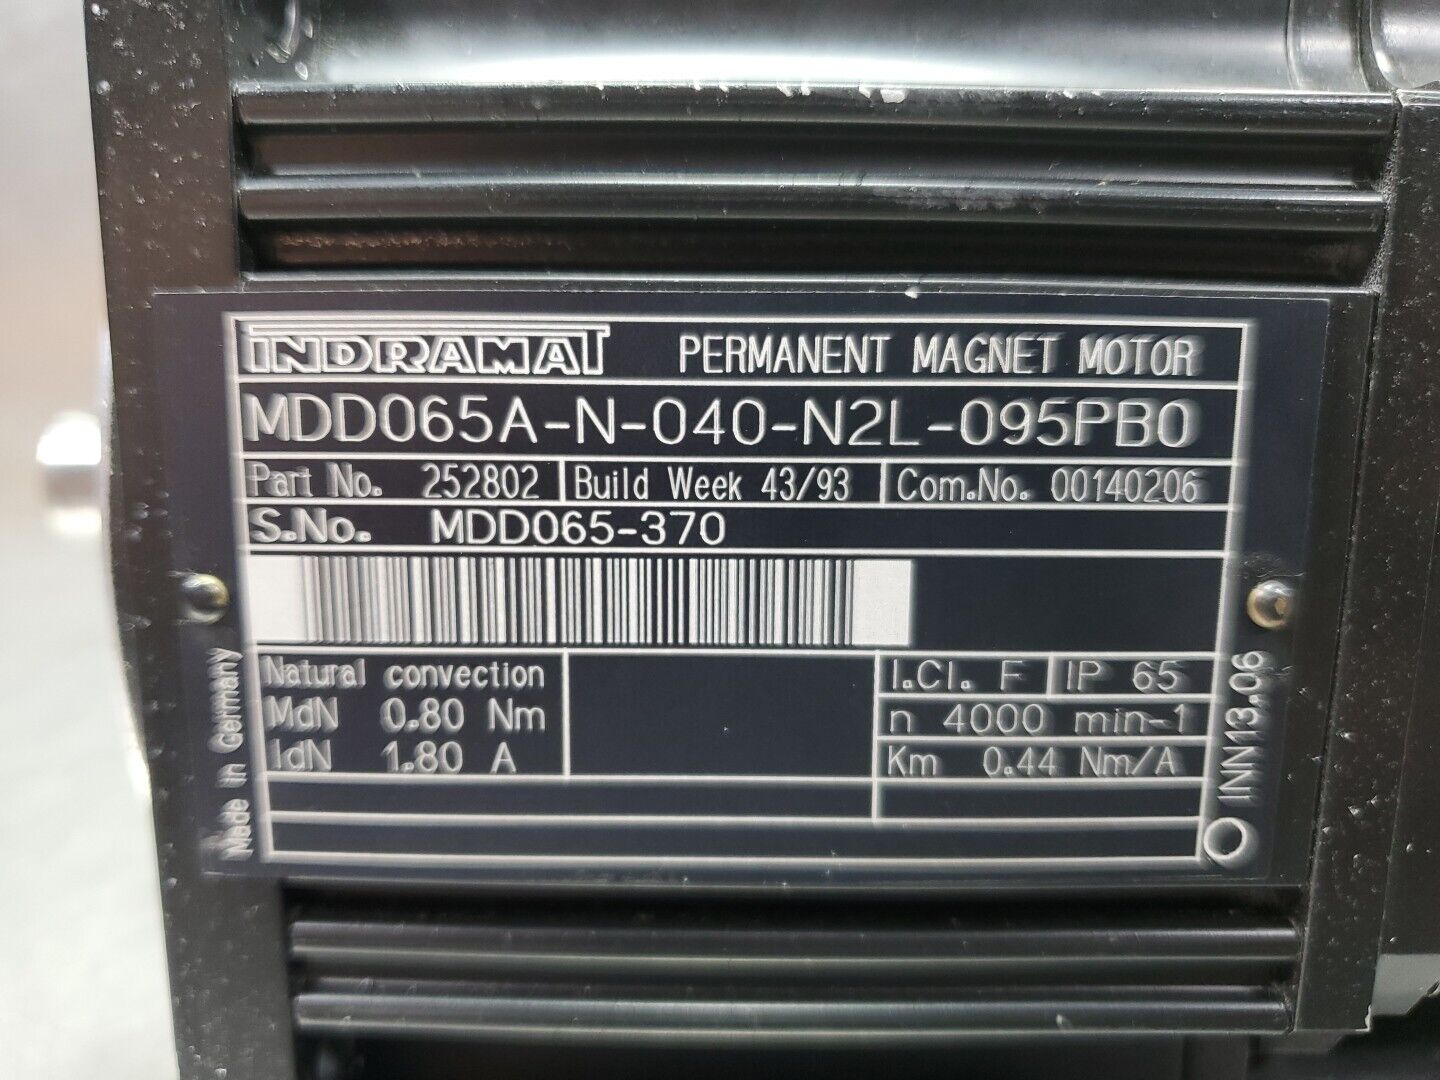 INDRAMAT PERMANENT MAGNET MOTOR
MDD065A-N-040-N2L-095PB0
Part No. 252802 Build Week 43/93 Com.No. 00140206
S.No. MDD065-370
Natural convection I.Cl. F IP 65
MdN 0.80 Nm n 4000 min-1
IdN 1.80 A Km 0.44 Nm/A
Made in Germany
INN13.06